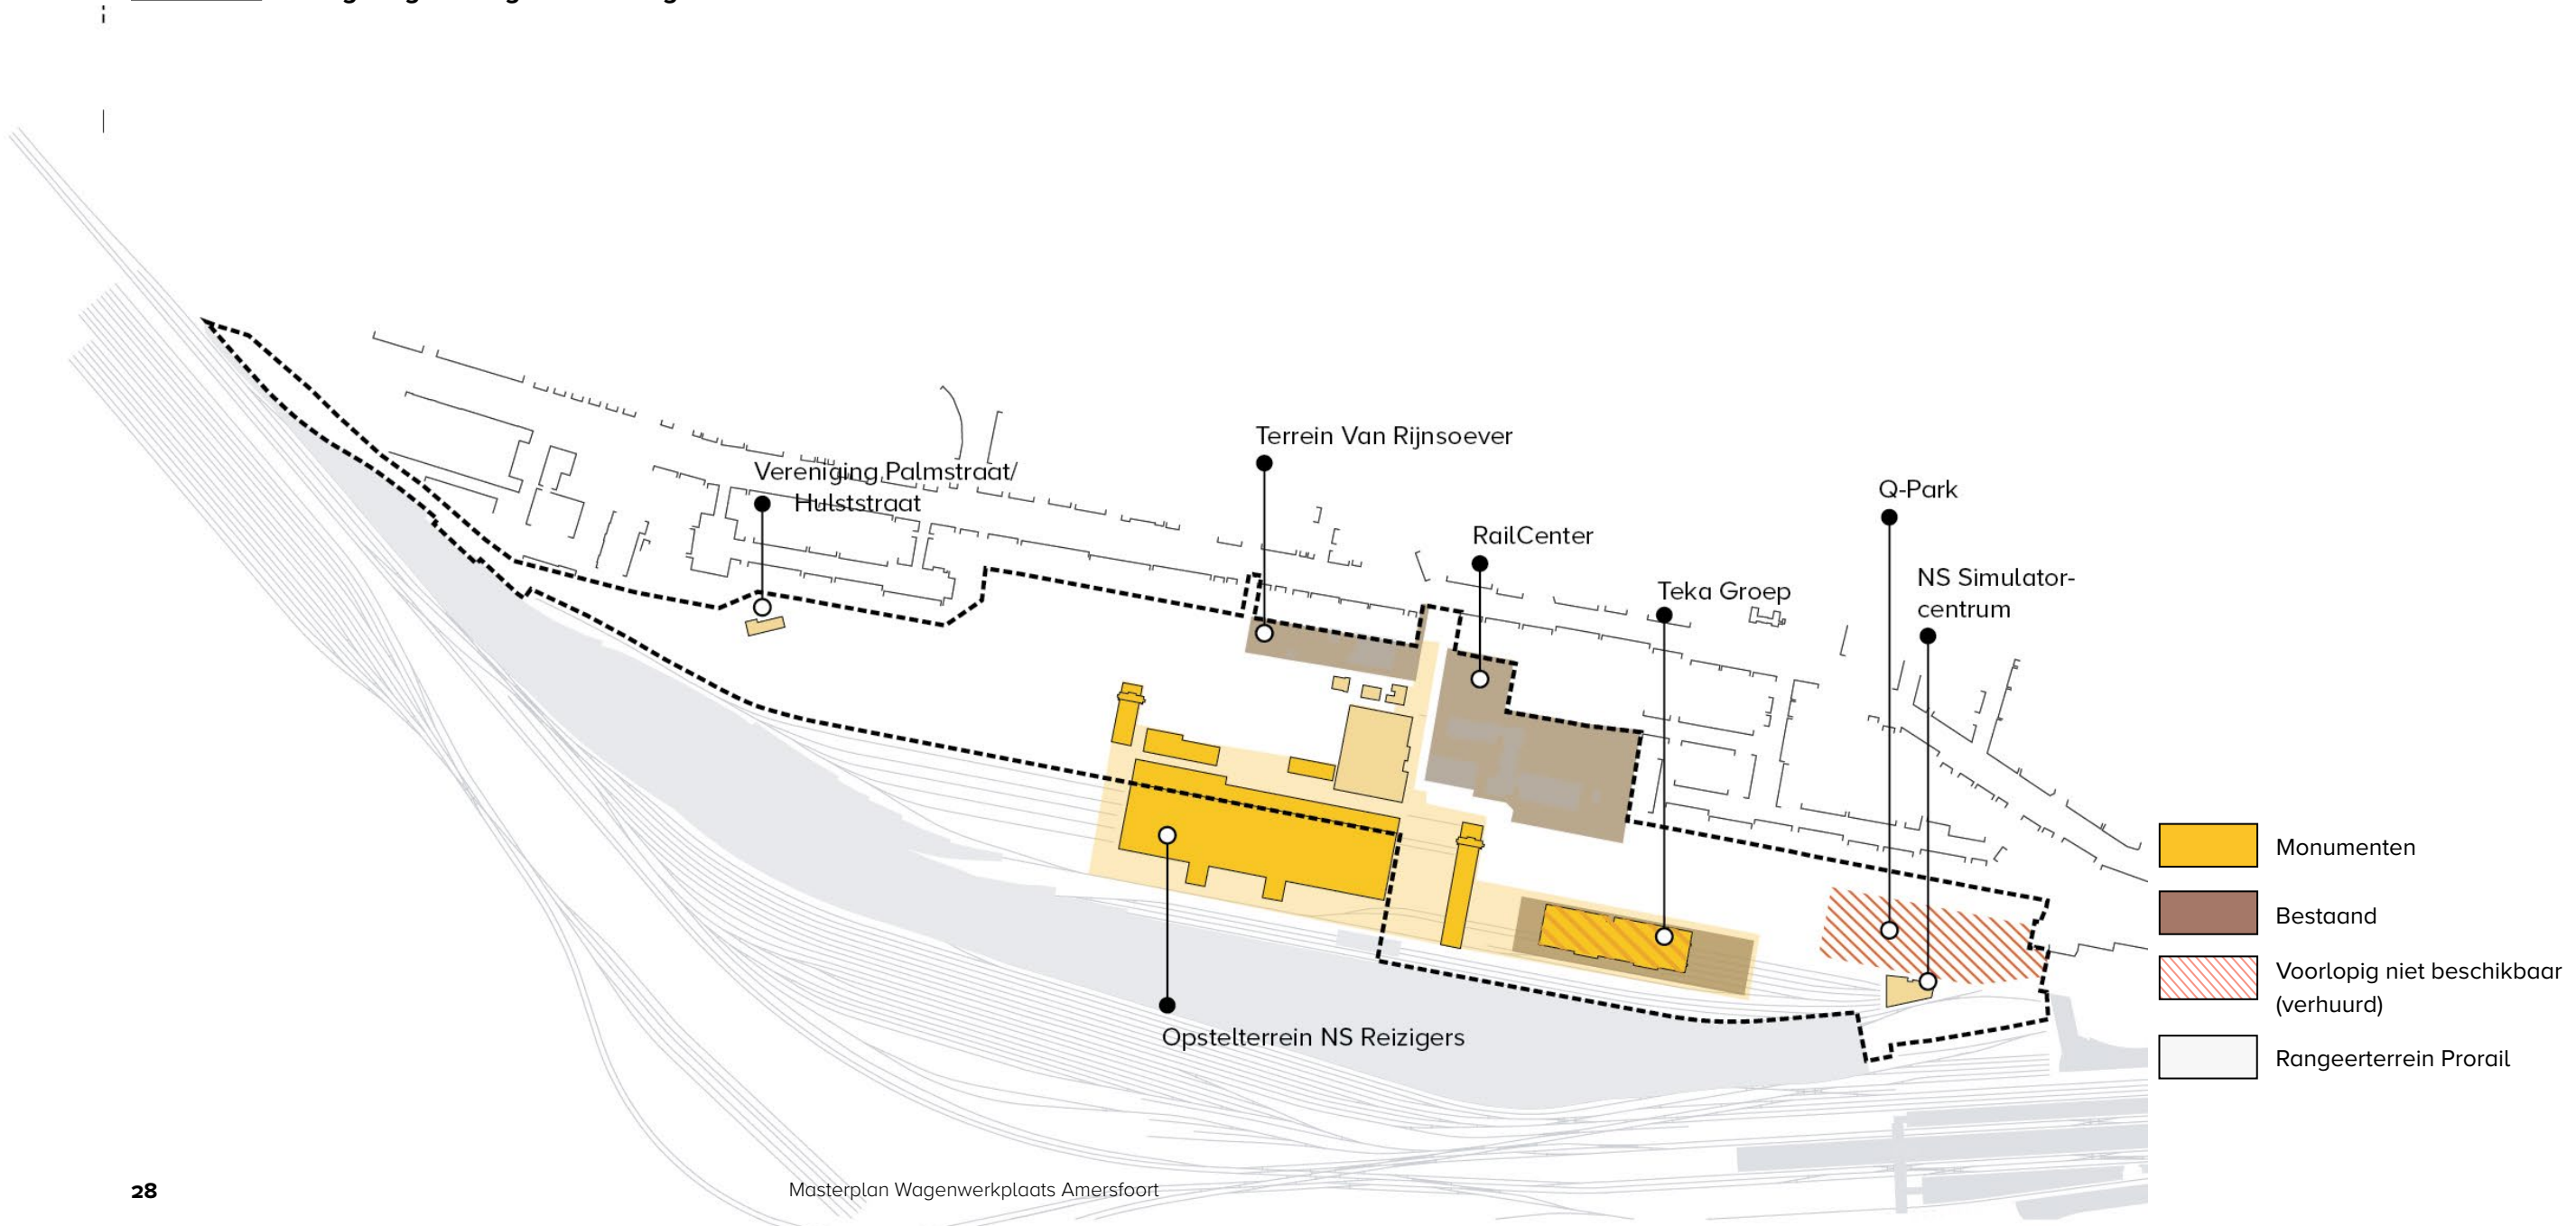 Terrein Van Rijnsoever
Vereniging Palmstraat/
Hulststraat
Q-Park
RailCenter
NS Simulator-
centrum
Teka Groep
Opstelterrein NS Reizigers
Monumenten
Bestaand
Voorlopig niet beschikbaar
(verhuurd)
Rangeerterrein Prorail
28
Masterplan Wagenwerkplaats Amersfoort